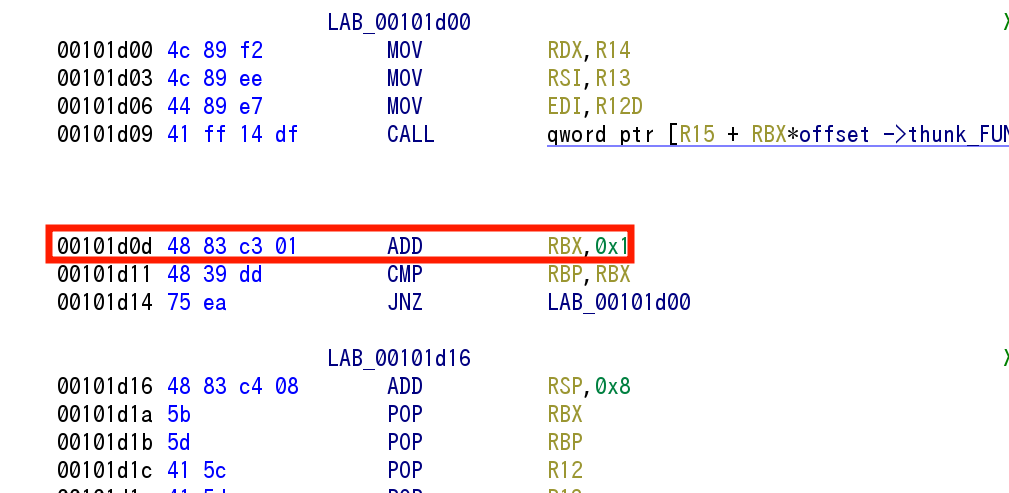 LAB_00101d00
00101d00 4c 89 f2 MOV RDX,R14
00101d03 4c 89 ee MOV RSI,R13
00101d06 44 89 e7 MOV EDI,R12D
00101d09 41 ff 14 df CALL qword ptr [R15 + RBX*offset ->thunk_FUN
00101d0d 48 83 c3 01 ADD RBX,0x1
00101d11 48 39 dd CMP RBP,RBX
00101d14 75 ea JNZ LAB_00101d00
LAB_00101d16
00101d16 48 83 c4 08 ADD RSP,0x8
00101d1a 5b POP RBX
00101d1b 5d POP RBP
00101d1c 41 5c POP R12